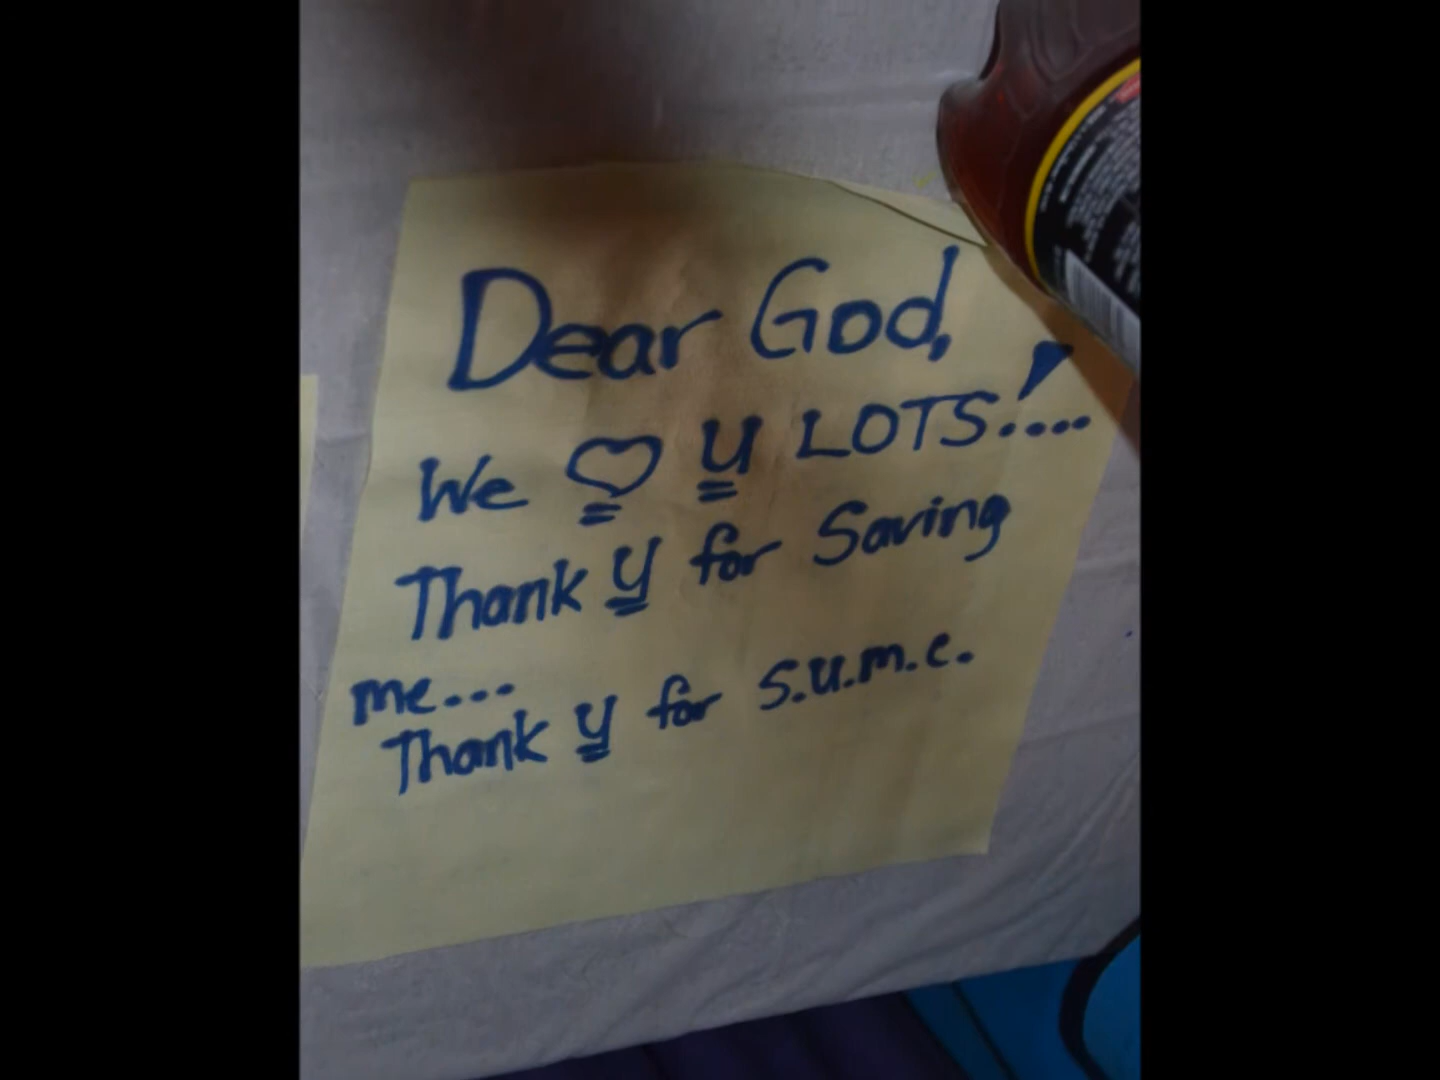 Dear God,
We ♡ U LOTS!....
Thank U for Saving
me...
Thank U for S.U.M.C.